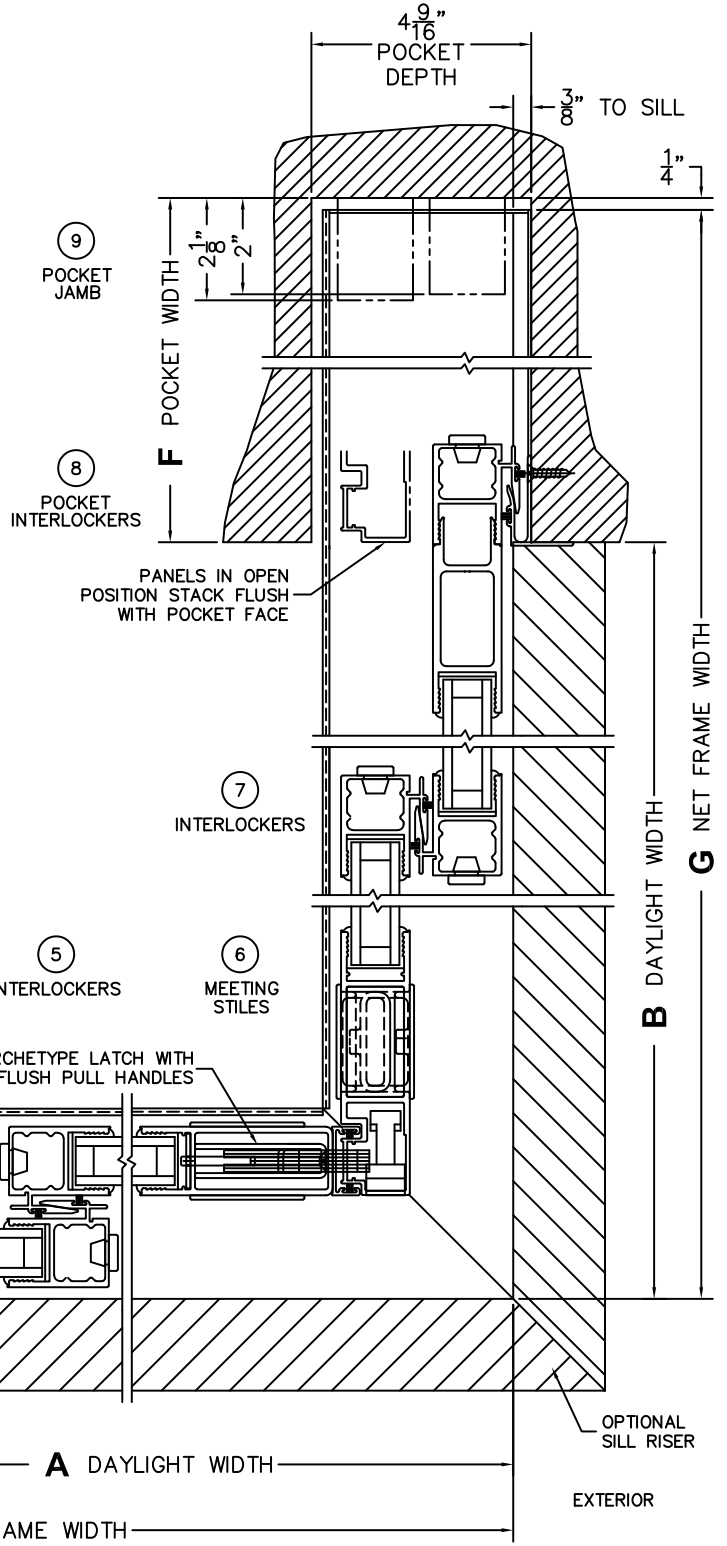 4 9/16"
POCKET
DEPTH
3/8" TO SILL
1/4"
9
POCKET
JAMB
2 1/8"
2"
F POCKET WIDTH
8
POCKET
INTERLOCKERS
PANELS IN OPEN
POSITION STACK FLUSH
WITH POCKET FACE
7
INTERLOCKERS
G NET FRAME WIDTH
B DAYLIGHT WIDTH
5
NTERLOCKERS
6
MEETING
STILES
RCHETYPE LATCH WITH
FLUSH PULL HANDLES
OPTIONAL
SILL RISER
A DAYLIGHT WIDTH
EXTERIOR
AME WIDTH